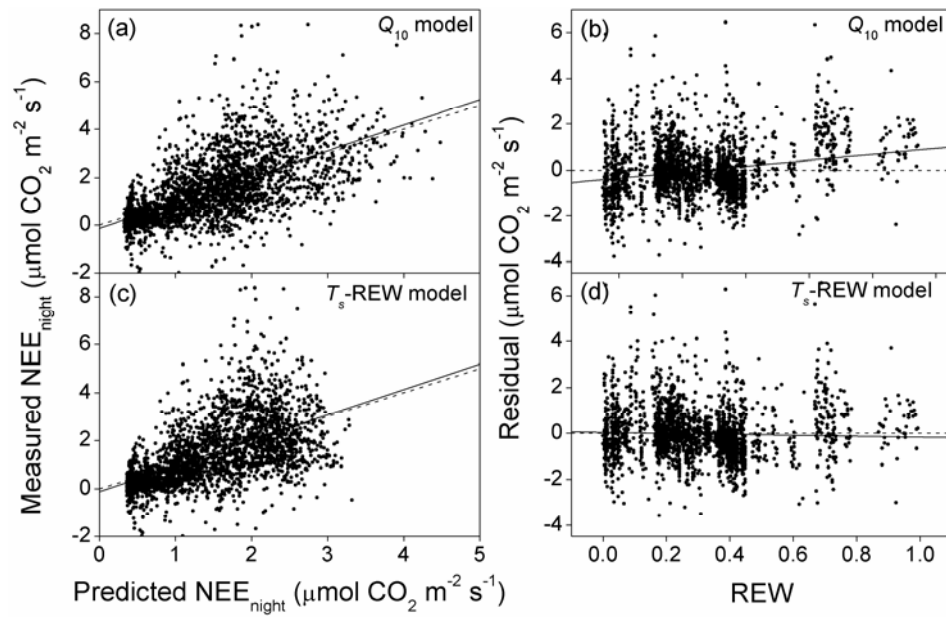 (a)
Q₁₀ model
8
6
4
2
0
-2
(b)
Q₁₀ model
6
4
2
0
-2
-4
(c)
Tₛ-REW model
8
6
4
2
0
-2
0 1 2 3 4 5
(d)
Tₛ-REW model
6
4
2
0
-2
-4
0.0 0.2 0.4 0.6 0.8 1.0
Measured NEEnight (μmol CO₂ m⁻² s⁻¹)
Residual (μmol CO₂ m⁻² s⁻¹)
Predicted NEEnight (μmol CO₂ m⁻² s⁻¹)
REW